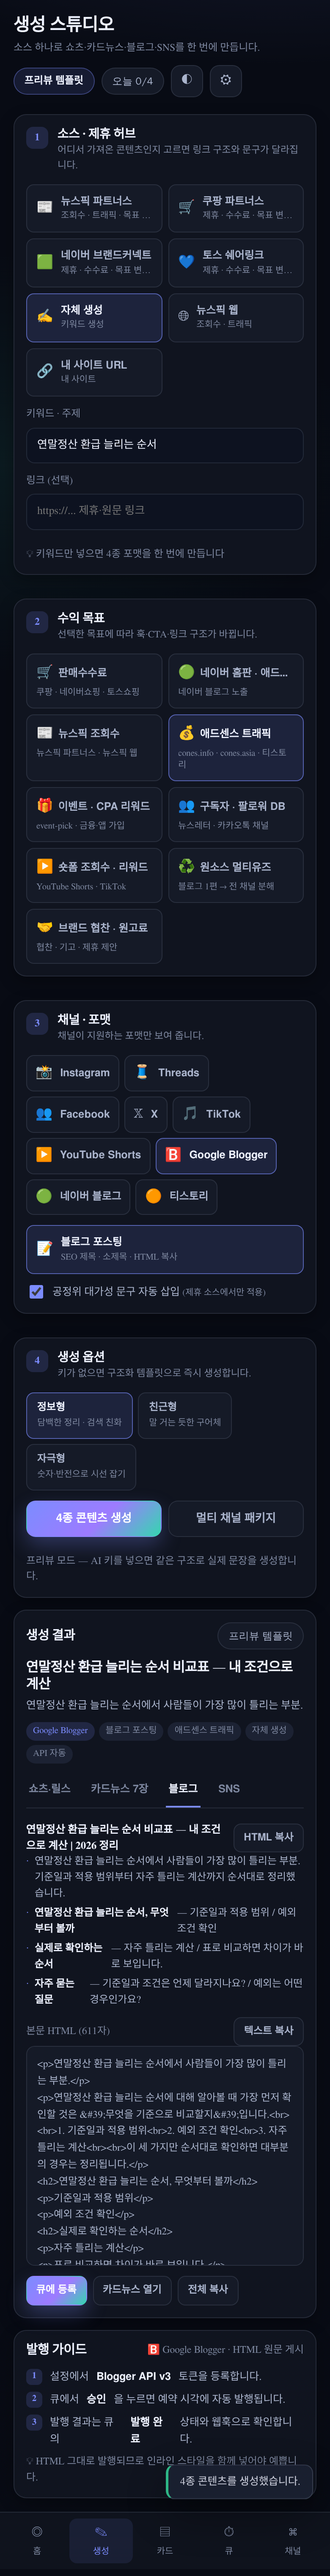 생성 스튜디오
소스 하나로 쇼츠·카드뉴스·블로그·SNS를 한 번에 만듭니다.
프리뷰 템플릿
오늘 0/4
1
소스 · 제휴 허브
어디서 가져온 콘텐츠인지 고르면 링크 구조와 문구가 달라집
니다.
뉴스픽 파트너스
조회수 · 트래픽 · 목표 ...
쿠팡 파트너스
제휴 · 수수료 · 목표 변...
네이버 브랜드커넥트
제휴 · 수수료 · 목표 변...
토스 쉐어링크
제휴 · 수수료 · 목표 변...
자체 생성
키워드 생성
뉴스픽 웹
조회수 · 트래픽
내 사이트 URL
내 사이트
키워드 · 주제
연말정산 환급 늘리는 순서
링크 (선택)
https://... 제휴·원문 링크
💡 키워드만 넣으면 4종 포맷을 한 번에 만듭니다
2
수익 목표
선택한 목표에 따라 훅·CTA·링크 구조가 바뀝니다.
판매수수료
쿠팡 · 네이버쇼핑 · 토스쇼핑
네이버 홈판 · 애드...
네이버 블로그 노출
뉴스픽 조회수
뉴스픽 파트너스 · 뉴스픽 웹
애드센스 트래픽
cones.info · cones.asia · 티스토
리
이벤트 · CPA 리워드
event-pick · 금융·앱 가입
구독자 · 팔로워 DB
뉴스레터 · 카카오톡 채널
숏폼 조회수 · 리워드
YouTube Shorts · TikTok
원소스 멀티유즈
블로그 1편 → 전 채널 분해
브랜드 협찬 · 원고료
협찬 · 기고 · 제휴 제안
3
채널 · 포맷
채널이 지원하는 포맷만 보여 줍니다.
Instagram
Threads
Facebook
𝕏 X
TikTok
YouTube Shorts
B Google Blogger
네이버 블로그
티스토리
블로그 포스팅
SEO 제목 · 소제목 · HTML 복사
공정위 대가성 문구 자동 삽입 (제휴 소스에서만 적용)
4
생성 옵션
키가 없으면 구조화 템플릿으로 즉시 생성합니다.
정보형
담백한 정리 · 검색 친화
친근형
말 거는 듯한 구어체
자극형
숫자·반전으로 시선 잡기
4종 콘텐츠 생성
멀티 채널 패키지
프리뷰 모드 — AI 키를 넣으면 같은 구조로 실제 문장을 생성합니
다.
생성 결과
프리뷰 템플릿
연말정산 환급 늘리는 순서 비교표 — 내 조건으로
계산
연말정산 환급 늘리는 순서에서 사람들이 가장 많이 틀리는 부분.
Google Blogger
블로그 포스팅
애드센스 트래픽
자체 생성
API 자동
쇼츠·릴스
카드뉴스 7장
블로그
SNS
연말정산 환급 늘리는 순서 비교표 — 내 조건
으로 계산 | 2026 정리
HTML 복사
· 연말정산 환급 늘리는 순서에서 사람들이 가장 많이 틀리는 부분.
기준일과 적용 범위부터 자주 틀리는 계산까지 순서대로 정리했
습니다.
· 연말정산 환급 늘리는 순서, 무엇
부터 볼까
— 기준일과 적용 범위 / 예외
조건 확인
· 실제로 확인하는
순서
— 자주 틀리는 계산 / 표로 비교하면 차이가 바
로 보입니다.
· 자주 묻는
질문
— 기준일과 조건은 언제 달라지나요? / 예외는 어떤
경우인가요?
본문 HTML (611자)
텍스트 복사
<p>연말정산 환급 늘리는 순서에서 사람들이 가장 많이 틀리
는 부분.</p>
<p>연말정산 환급 늘리는 순서에 대해 알아볼 때 가장 먼저 확
인할 것은 &#39;무엇을 기준으로 비교할지&#39;입니다.<br>
<br>1. 기준일과 적용 범위<br>2. 예외 조건 확인<br>3. 자주
틀리는 계산<br><br>이 세 가지만 순서대로 확인하면 대부분
의 경우는 정리됩니다.</p>
<h2>연말정산 환급 늘리는 순서, 무엇부터 볼까</h2>
<p>기준일과 적용 범위</p>
<p>예외 조건 확인</p>
<h2>실제로 확인하는 순서</h2>
<p>자주 틀리는 계산</p>
<p>표로 비교하면 차이가 바로 보입니다.</p>
큐에 등록
카드뉴스 열기
전체 복사
발행 가이드
B Google Blogger · HTML 원문 게시
1 설정에서 Blogger API v3 토큰을 등록합니다.
2 큐에서 승인 을 누르면 예약 시각에 자동 발행됩니다.
3 발행 결과는 큐
의
발행 완
료
상태와 웹훅으로 확인합니
다.
💡 HTML 그대로 발행되므로 인라인 스타일을 함께 넣어야 예쁩니
다.
4종 콘텐츠를 생성했습니다.
홈
생성
카드
큐
채널